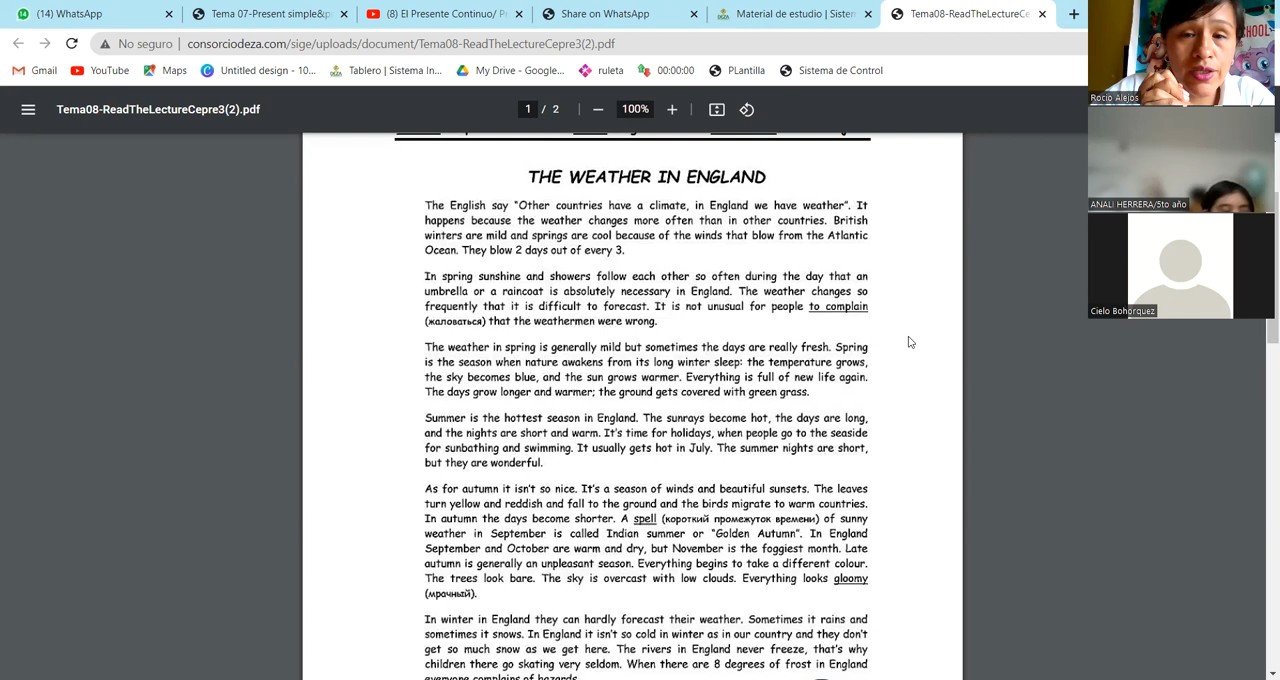 (14) WhatsApp
Tema 07-Present simple&p
(8) El Presente Continuo/ P
Share on WhatsApp
Material de estudio | Sisten
Tema08-ReadTheLectureCe
No seguro
consorciodeza.com/sige/uploads/document/Tema08-ReadTheLectureCepre3(2).pdf
Gmail
YouTube
Maps
Untitled design - 10...
Tablero | Sistema In...
My Drive - Google...
ruleta
00:00:00
PLantilla
Sistema de Control
Tema08-ReadTheLectureCepre3(2).pdf
1 / 2
100%
THE WEATHER IN ENGLAND
The English say "Other countries have a climate, in England we have weather". It
happens because the weather changes more often than in other countries. British
winters are mild and springs are cool because of the winds that blow from the Atlantic
Ocean. They blow 2 days out of every 3.
In spring sunshine and showers follow each other so often during the day that an
umbrella or a raincoat is absolutely necessary in England. The weather changes so
frequently that it is difficult to forecast. It is not unusual for people to complain
(жаловаться) that the weathermen were wrong.
The weather in spring is generally mild but sometimes the days are really fresh. Spring
is the season when nature awakens from its long winter sleep: the temperature grows,
the sky becomes blue, and the sun grows warmer. Everything is full of new life again.
The days grow longer and warmer; the ground gets covered with green grass.
Summer is the hottest season in England. The sunrays become hot, the days are long,
and the nights are short and warm. It's time for holidays, when people go to the seaside
for sunbathing and swimming. It usually gets hot in July. The summer nights are short,
but they are wonderful.
As for autumn it isn't so nice. It's a season of winds and beautiful sunsets. The leaves
turn yellow and reddish and fall to the ground and the birds migrate to warm countries.
In autumn the days become shorter. A spell (короткий промежуток времени) of sunny
weather in September is called Indian summer or "Golden Autumn". In England
September and October are warm and dry, but November is the foggiest month. Late
autumn is generally an unpleasant season. Everything begins to take a different colour.
The trees look bare. The sky is overcast with low clouds. Everything looks gloomy
(мрачный).
In winter in England they can hardly forecast their weather. Sometimes it rains and
sometimes it snows. In England it isn't so cold in winter as in our country and they don't
get so much snow as we get here. The rivers in England never freeze, that's why
children there go skating very seldom. When there are 8 degrees of frost in England
everyone complains of hazards.
SCHOOL
Rocio Alejos
ANALI HERRERA/5to año
Cielo Bohorquez